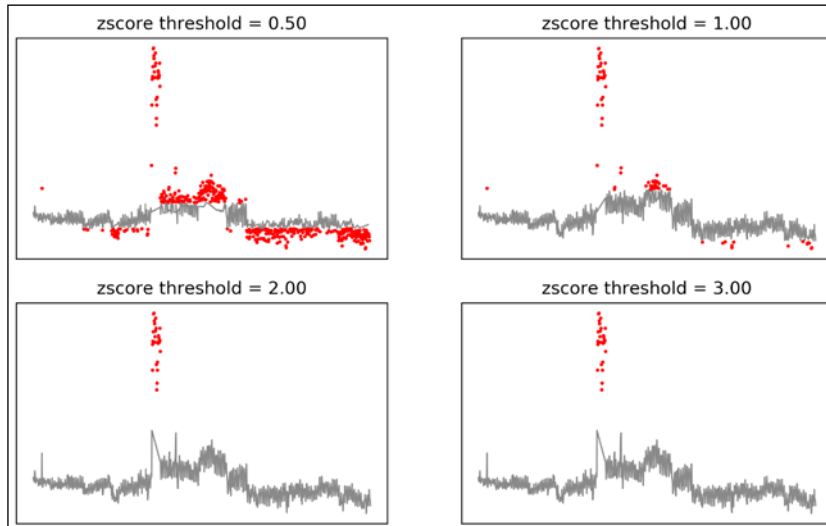 zscore threshold = 0.50
zscore threshold = 1.00
zscore threshold = 2.00
zscore threshold = 3.00